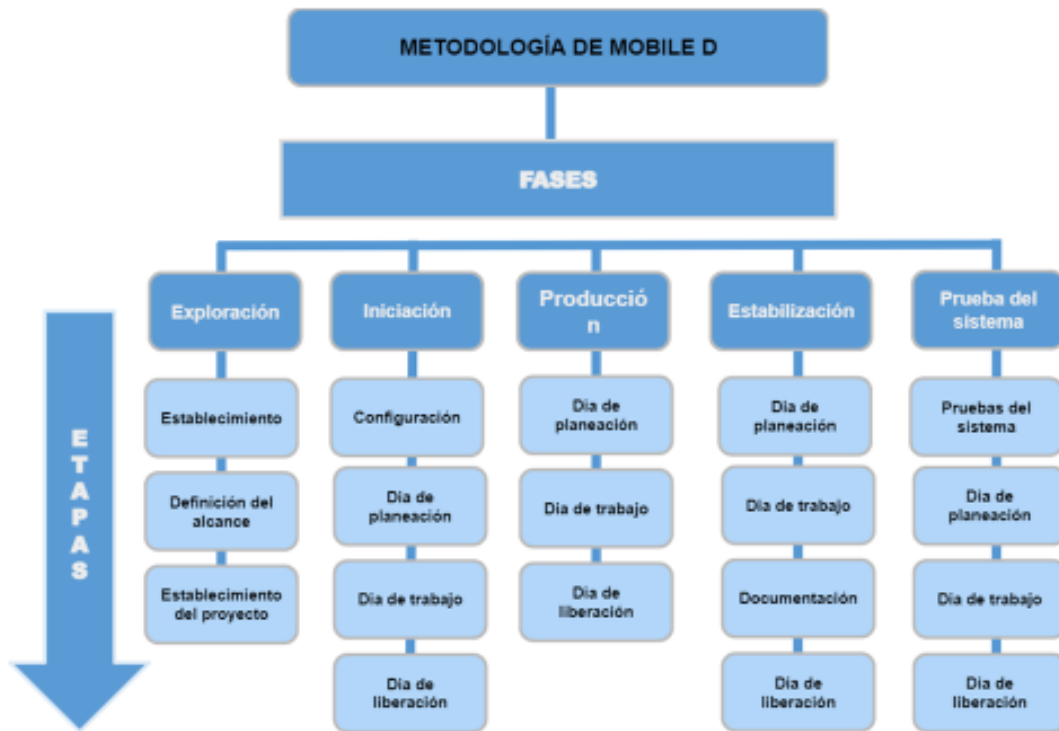 METODOLOGÍA DE MOBILE D
FASES
Exploración
Iniciación
Producció
n
Estabilización
Prueba del
sistema
ETAPAS
Establecimiento
Configuración
Dia de
planeación
Dia de
planeación
Pruebas del
sistema
Definición del
alcance
Dia de
planeación
Dia de trabajo
Dia de trabajo
Dia de
planeación
Establecimiento
del proyecto
Dia de trabajo
Dia de
liberación
Documentación
Dia de trabajo
Dia de
liberación
Dia de
liberación
Dia de
liberación